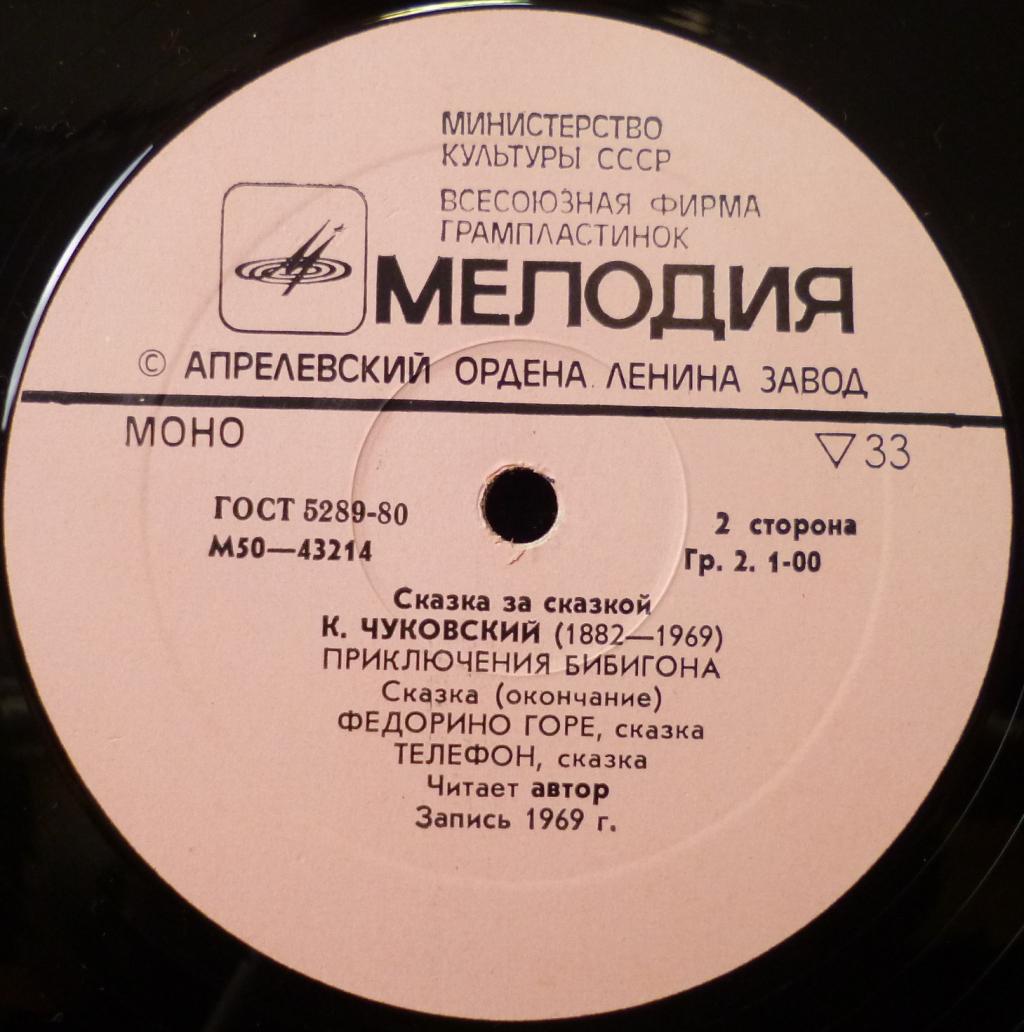 МИНИСТЕРСТВО
КУЛЬТУРЫ СССР
ВСЕСОЮЗНАЯ ФИРМА
ГРАМПЛАСТИНОК
МЕЛОДИЯ
© АПРЕЛЕВСКИЙ ОРДЕНА ЛЕНИНА ЗАВОД
МОНО
▽33
ГОСТ 5289-80
М50—43214
2 сторона
Гр. 2. 1-00
Сказка за сказкой
К. ЧУКОВСКИЙ (1882—1969)
ПРИКЛЮЧЕНИЯ БИБИГОНА
Сказка (окончание)
ФЕДОРИНО ГОРЕ, сказка
ТЕЛЕФОН, сказка
Читает автор
Запись 1969 г.